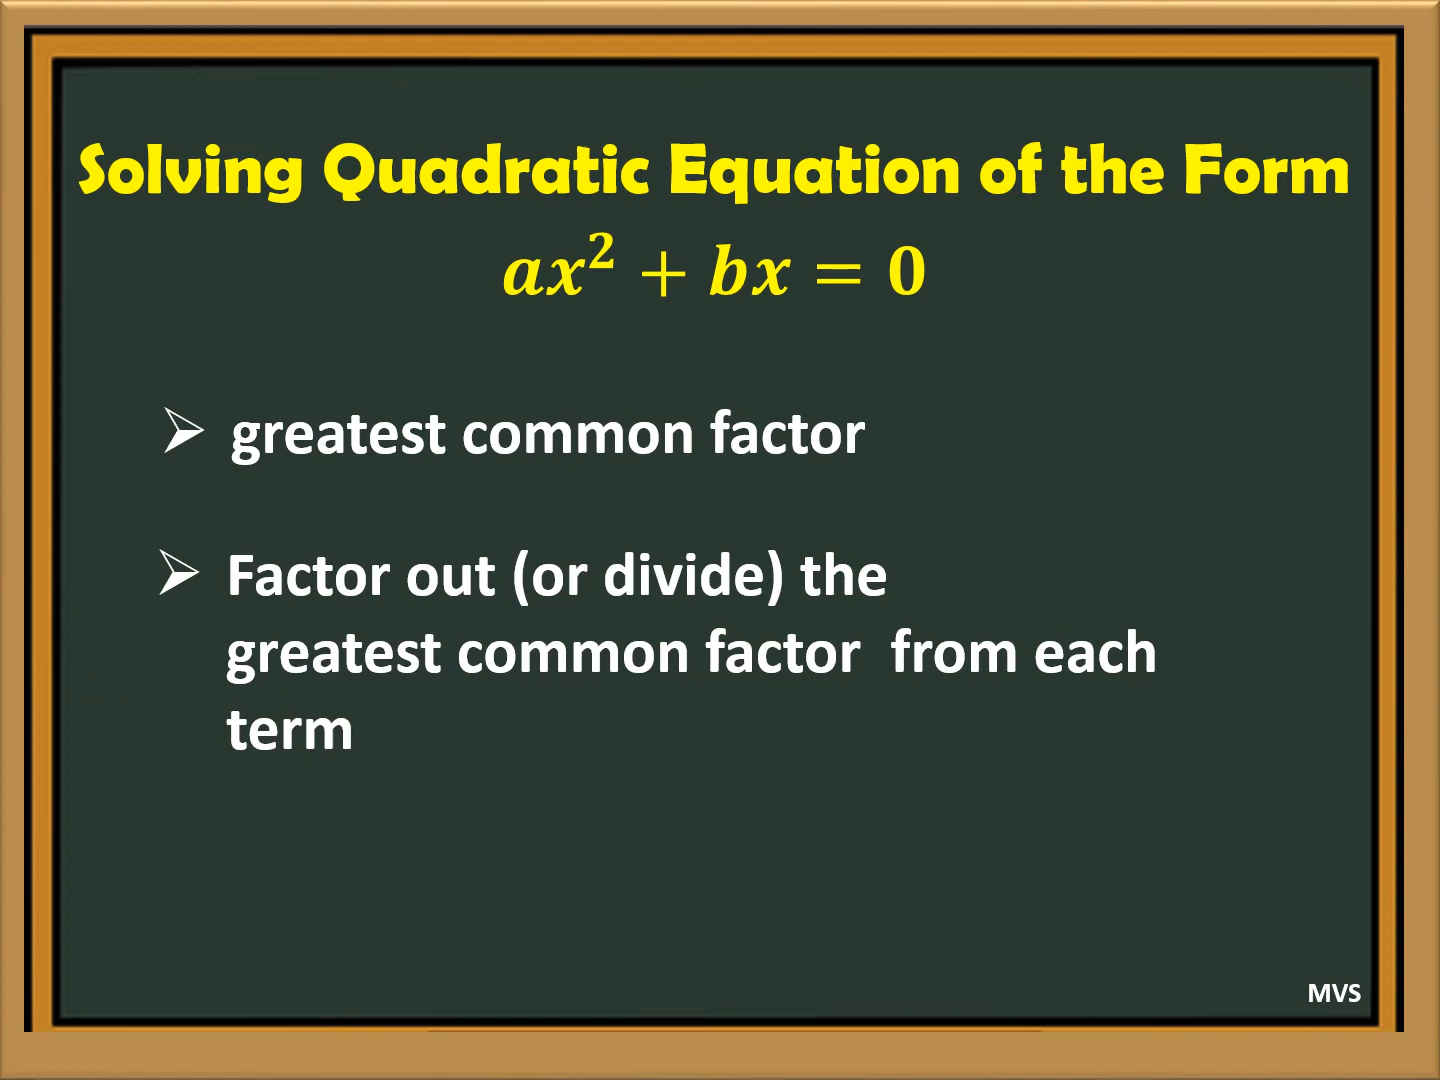 Solving Quadratic Equation of the Form
ax² + bx = 0
➢ greatest common factor
➢ Factor out (or divide) the
greatest common factor from each
term
MVS